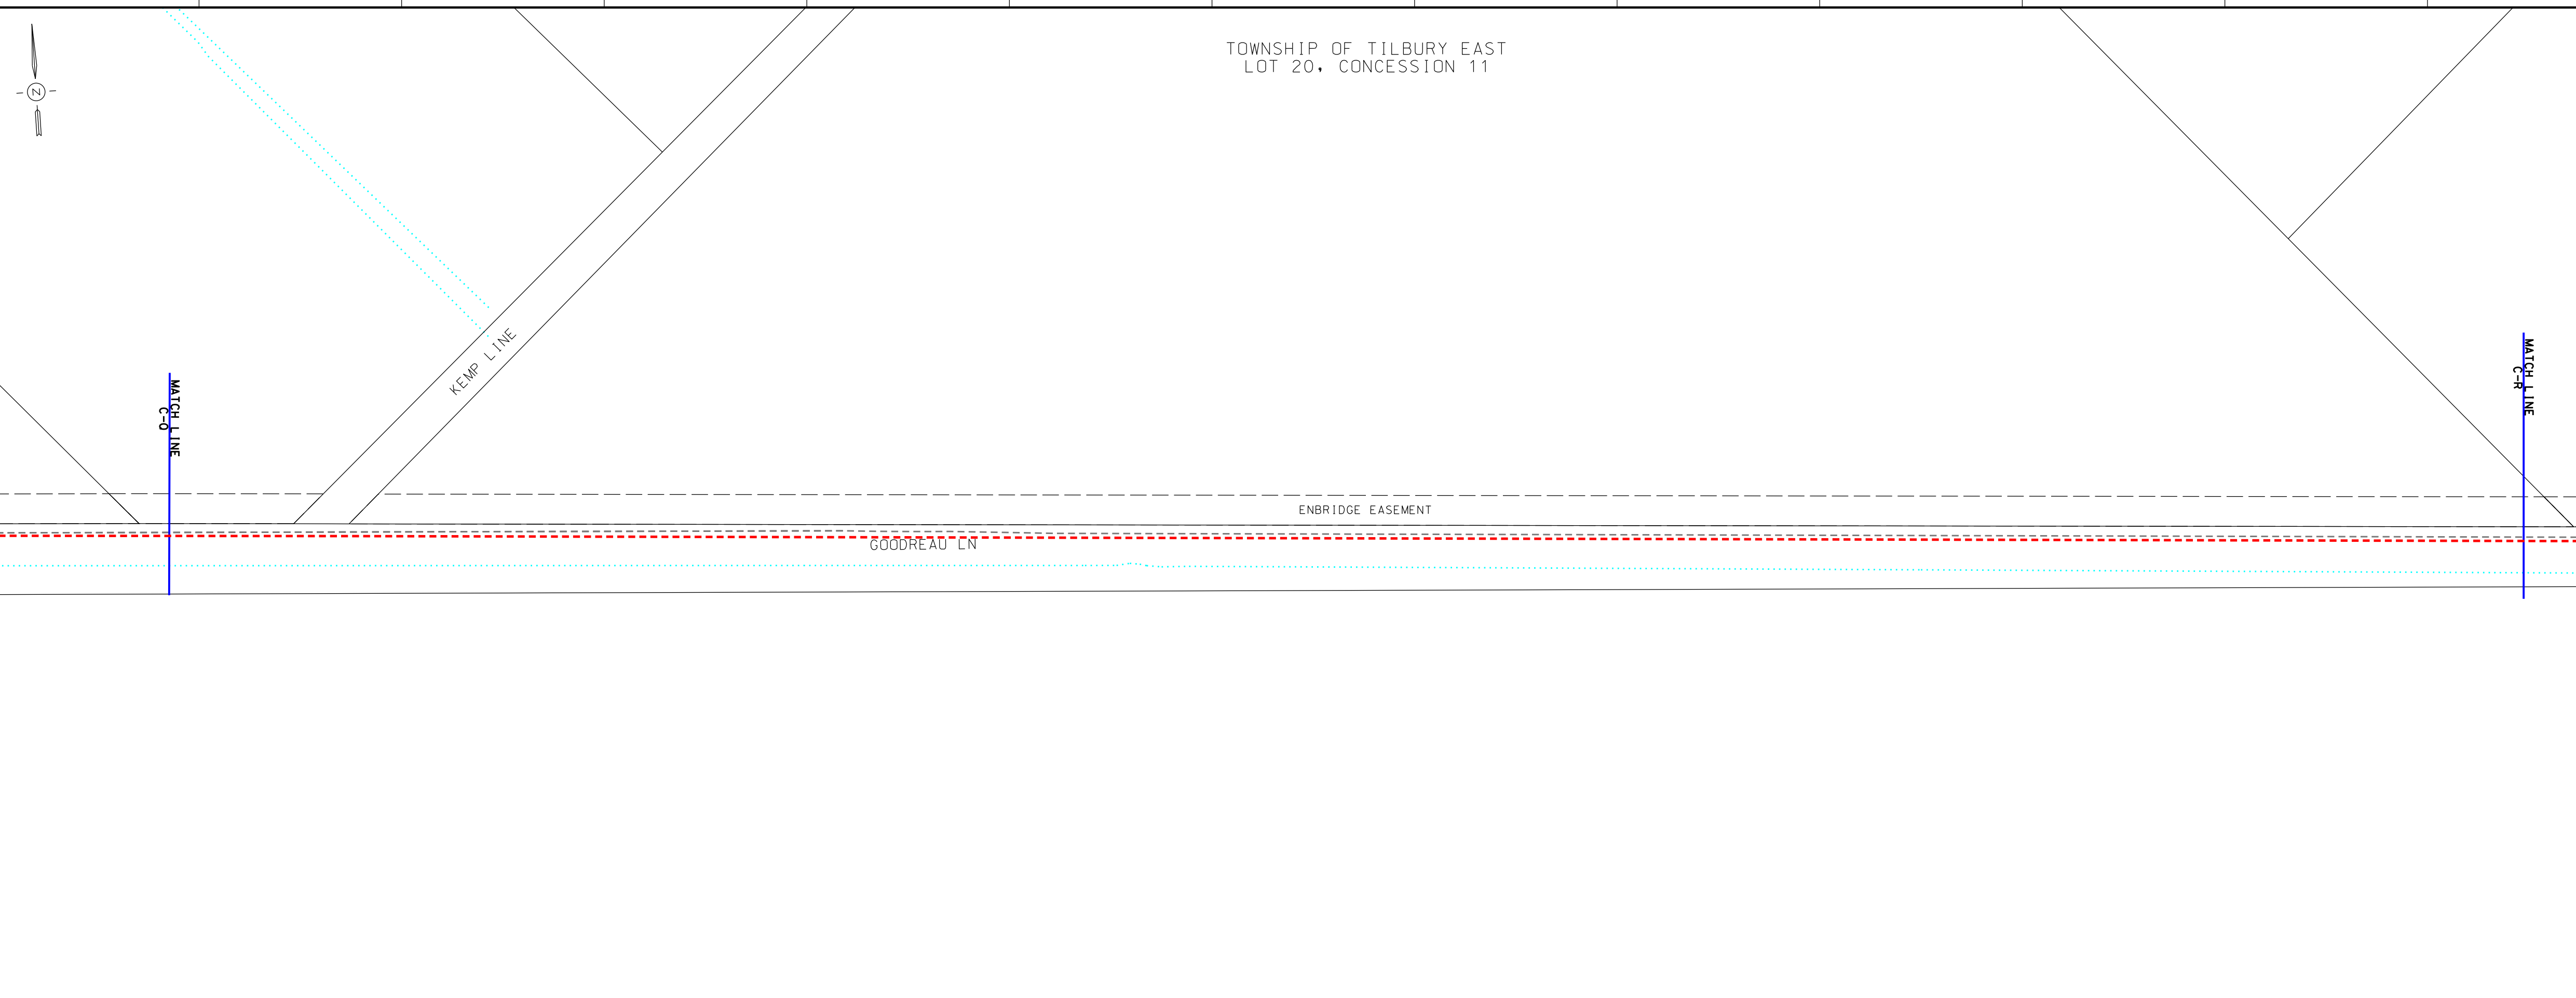 TOWNSHIP OF TILBURY EAST
LOT 20, CONCESSION 11
N
KEMP LINE
MATCH LINE
C-Q
MATCH LINE
C-R
ENBRIDGE EASEMENT
GOODREAU LN